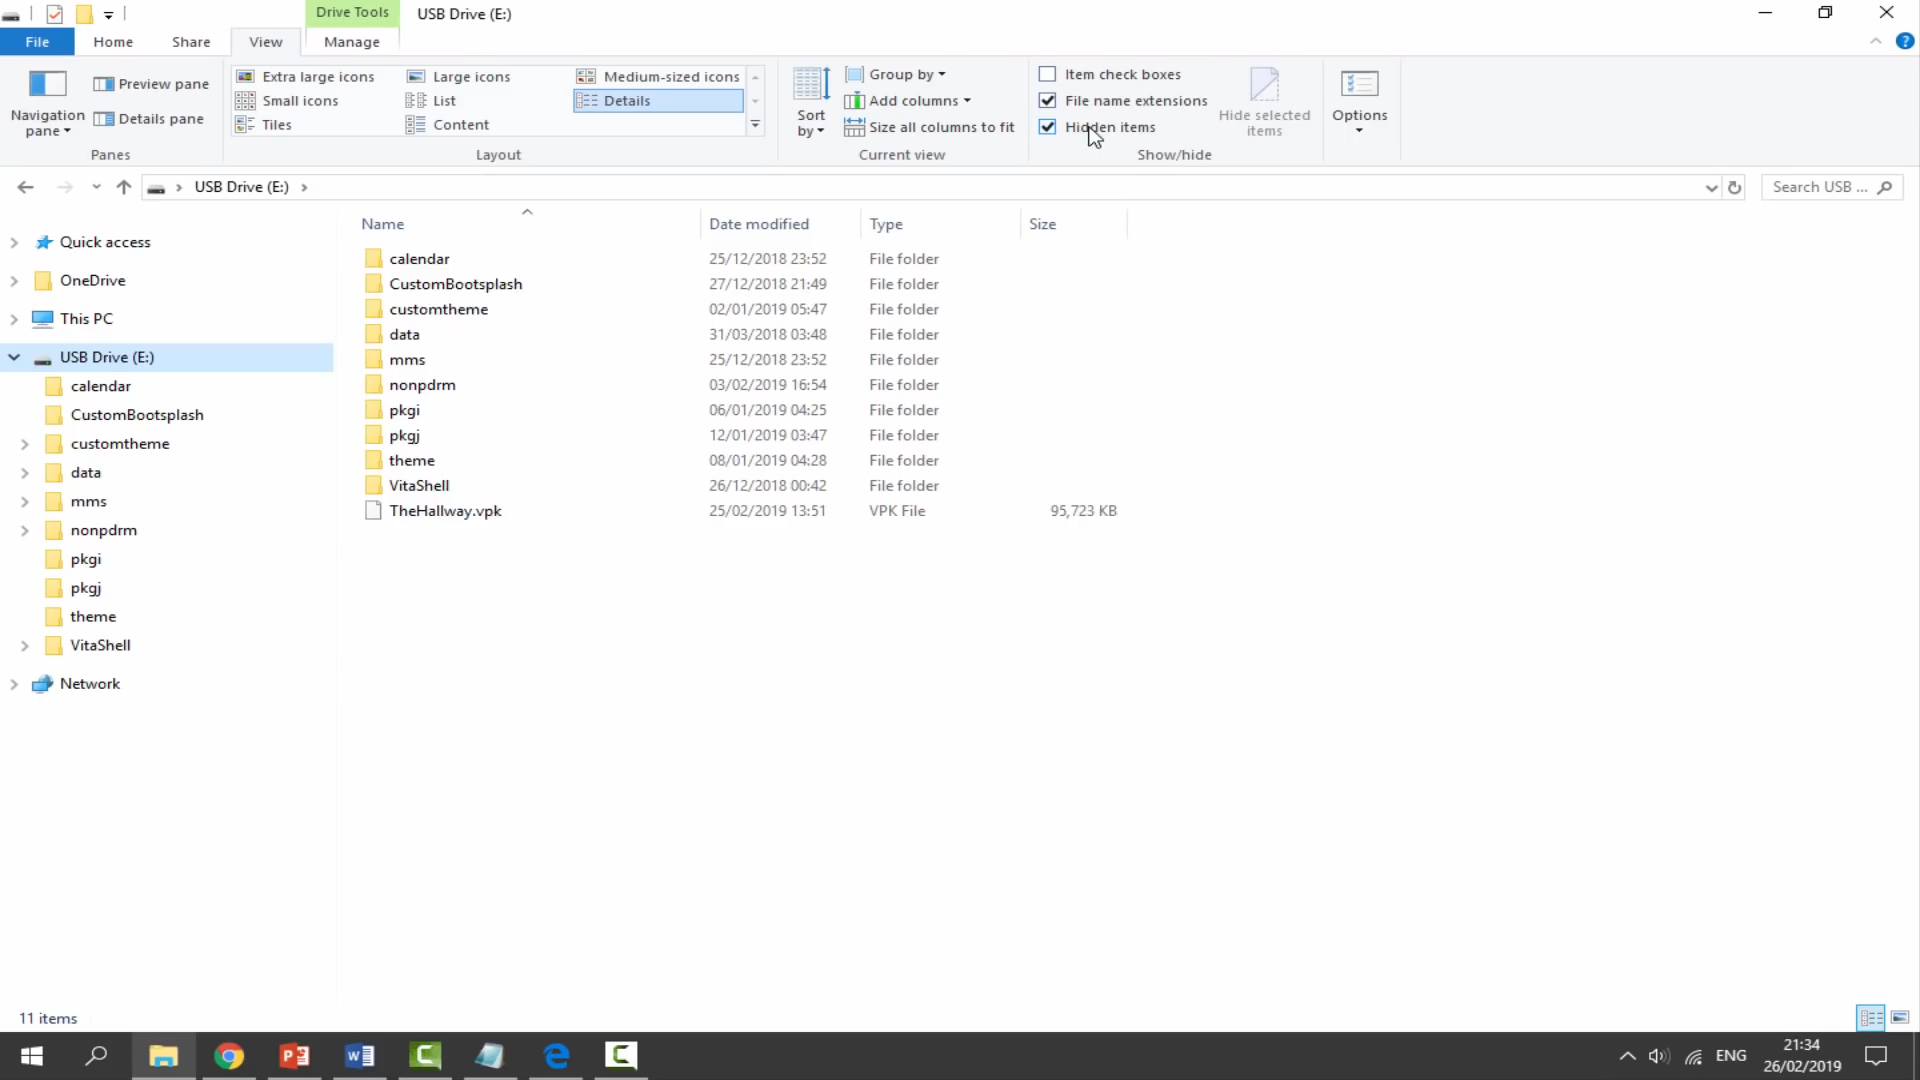 Drive Tools
USB Drive (E:)
File
Home
Share
View
Manage
Navigation pane
Preview pane
Details pane
Panes
Extra large icons
Large icons
Medium-sized icons
Small icons
List
Details
Tiles
Content
Layout
Sort by
Group by
Add columns
Size all columns to fit
Current view
Item check boxes
File name extensions
Hidden items
Hide selected items
Show/hide
Options
USB Drive (E:)
Search USB ...
Name Date modified Type Size
Quick access
OneDrive
This PC
USB Drive (E:)
calendar
CustomBootsplash
customtheme
data
mms
nonpdrm
pkgi
pkgj
theme
VitaShell
Network
calendar 25/12/2018 23:52 File folder
CustomBootsplash 27/12/2018 21:49 File folder
customtheme 02/01/2019 05:47 File folder
data 31/03/2018 03:48 File folder
mms 25/12/2018 23:52 File folder
nonpdrm 03/02/2019 16:54 File folder
pkgi 06/01/2019 04:25 File folder
pkgj 12/01/2019 03:47 File folder
theme 08/01/2019 04:28 File folder
VitaShell 26/12/2018 00:42 File folder
TheHallway.vpk 25/02/2019 13:51 VPK File 95,723 KB
11 items
ENG
21:34
26/02/2019